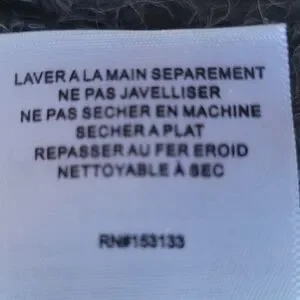 LAVER A LA MAIN SEPAREMENT
NE PAS JAVELLISER
NE PAS SECHER EN MACHINE
SECHER A PLAT
REPASSER AU FER EROID
NETTOYABLE À SEC
RN#153133